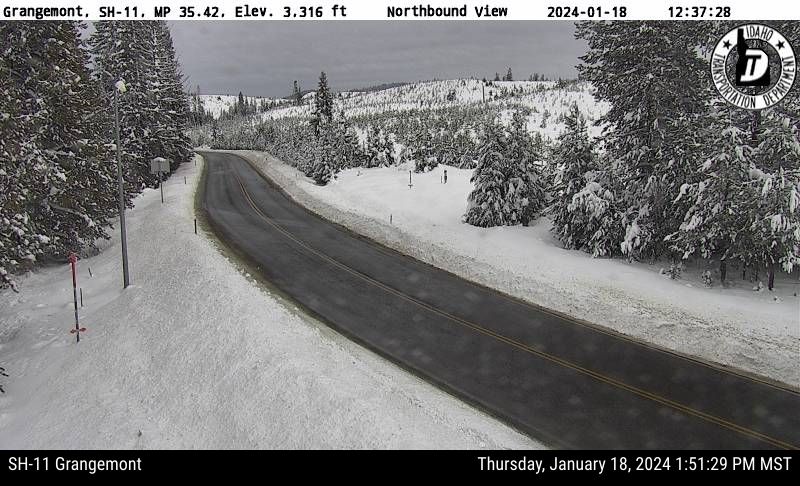 Grangemont, SH-11, MP 35.42, Elev. 3,316 ft Northbound View 2024-01-18 12:37:28
IDAHO
TRANSPORTATION DEPARTMENT
SH-11 Grangemont Thursday, January 18, 2024 1:51:29 PM MST